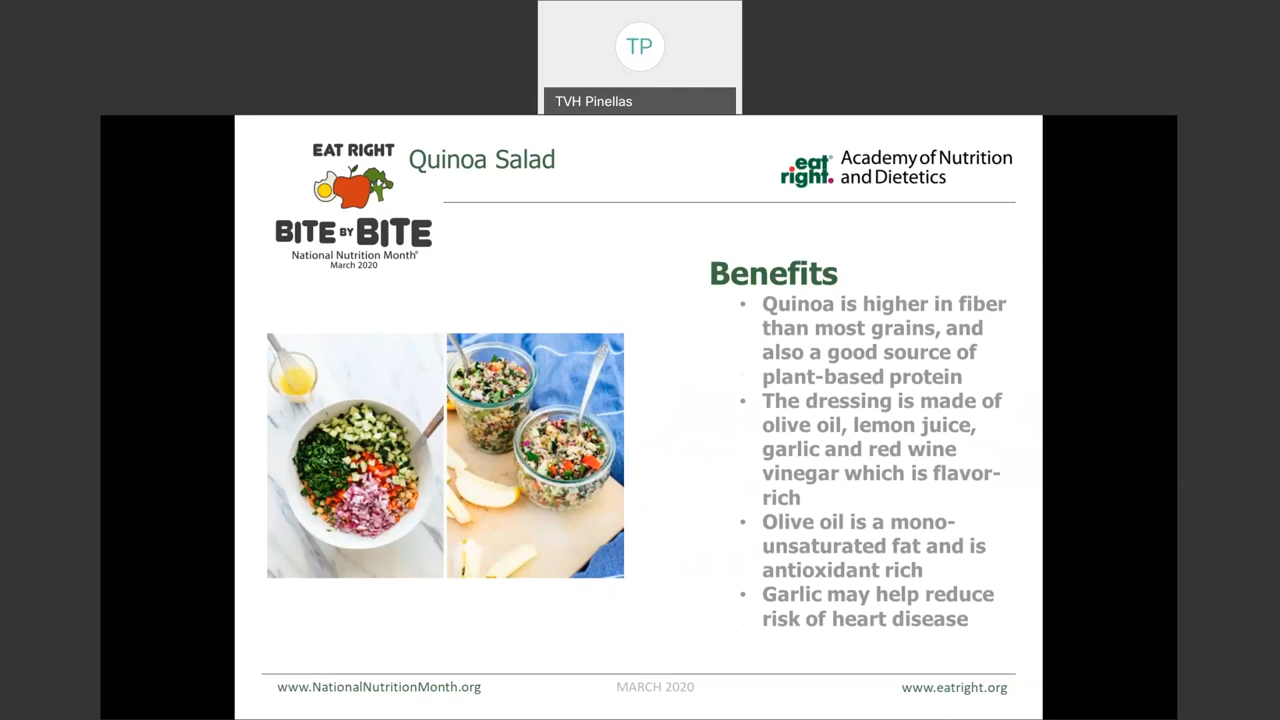 TP
TVH Pinellas
EAT RIGHT
BITE BY BITE
National Nutrition Month®
March 2020
Quinoa Salad
eat right.
Academy of Nutrition
and Dietetics
Benefits
• Quinoa is higher in fiber
than most grains, and
also a good source of
plant-based protein
• The dressing is made of
olive oil, lemon juice,
garlic and red wine
vinegar which is flavor-
rich
• Olive oil is a mono-
unsaturated fat and is
antioxidant rich
• Garlic may help reduce
risk of heart disease
www.NationalNutritionMonth.org
MARCH 2020
www.eatright.org